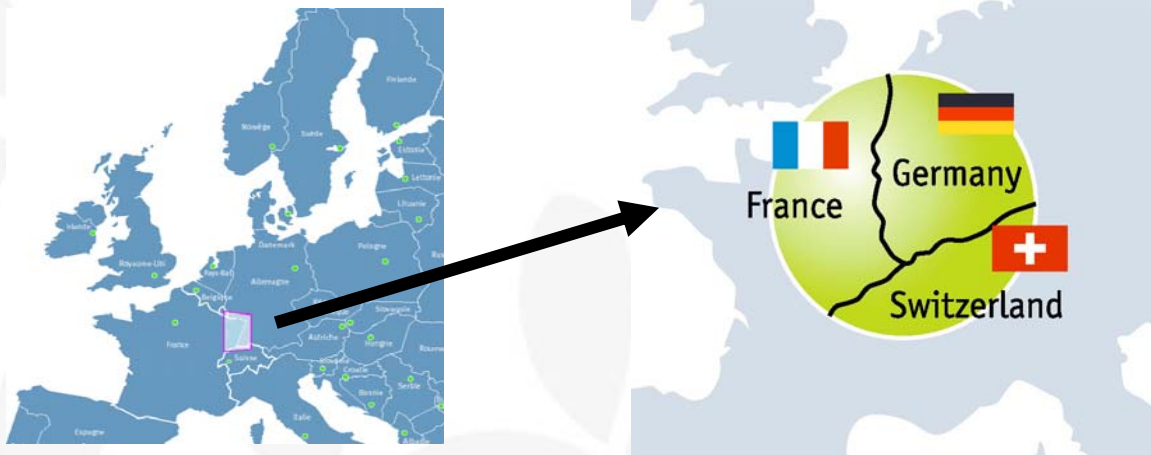 Finlande
Norvège
Suède
Estonie
Lettonie
Lituanie
Irlande
Danemark
Royaume-Uni
Pays-Bas
Pologne
Allemagne
Belgique
Slovaquie
France
Autriche
Hongrie
Suisse
Croatie
Bosnie
Serbie
Italie
Espagne
Albanie
Germany
France
Switzerland